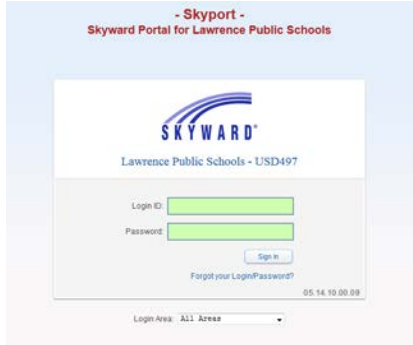 - Skyport -
Skyward Portal for Lawrence Public Schools
SKYWARD®
Lawrence Public Schools - USD497
Login ID:
Password:
Sign In
Forgot your Login/Password?
05.14.10.00.09
Login Area: All Areas